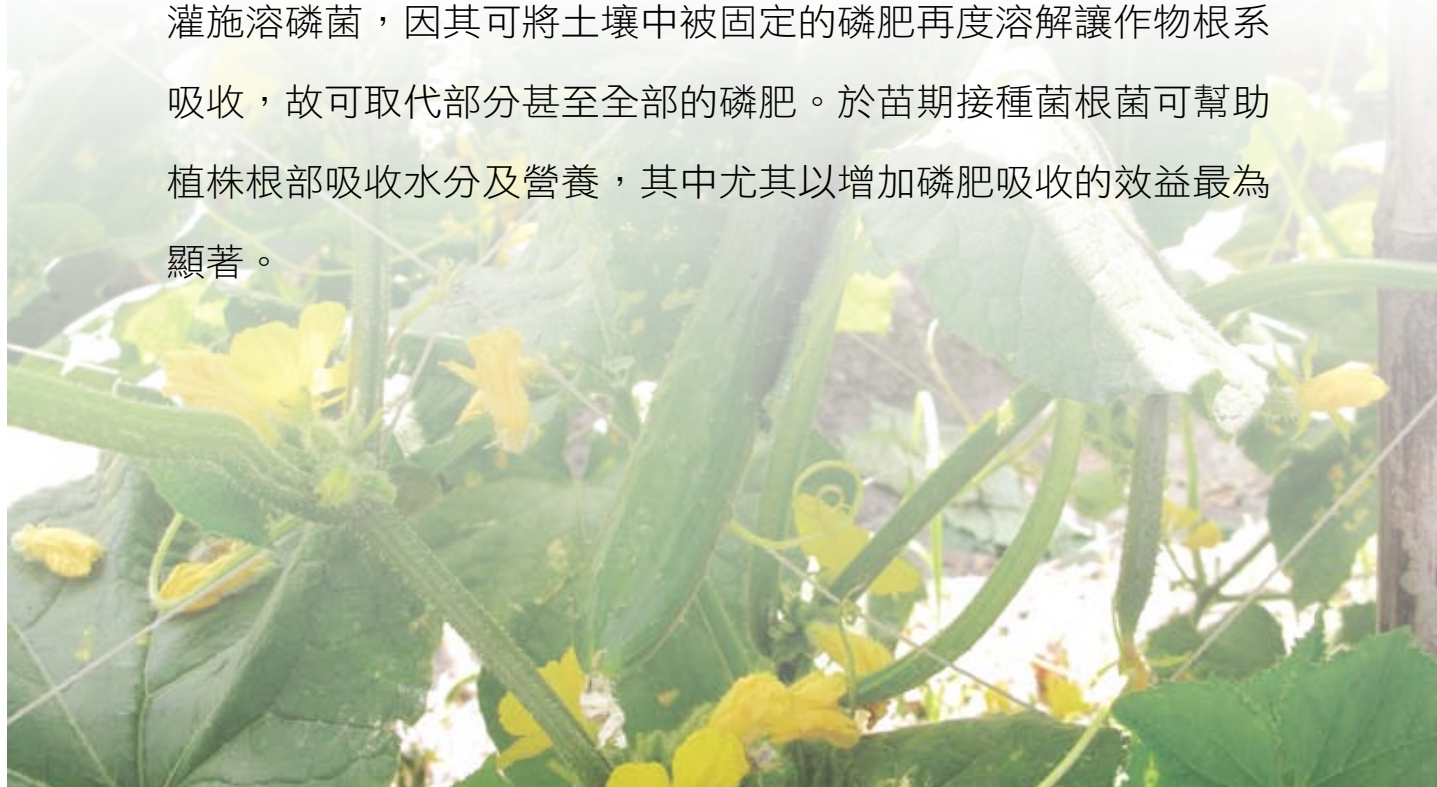 灌施溶磷菌，因其可將土壤中被固定的磷肥再度溶解讓作物根系
吸收，故可取代部分甚至全部的磷肥。於苗期接種菌根菌可幫助
植株根部吸收水分及營養，其中尤其以增加磷肥吸收的效益最為
顯著。